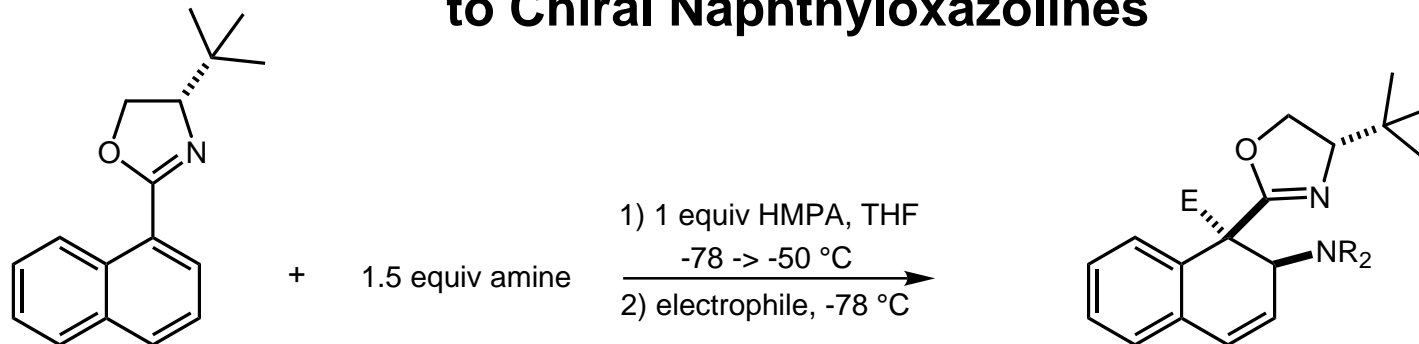 to Chiral Naphthyloxazolines
O N
+ 1.5 equiv amine
1) 1 equiv HMPA, THF
-78 -> -50 °C
2) electrophile, -78 °C
O
E N
NR₂